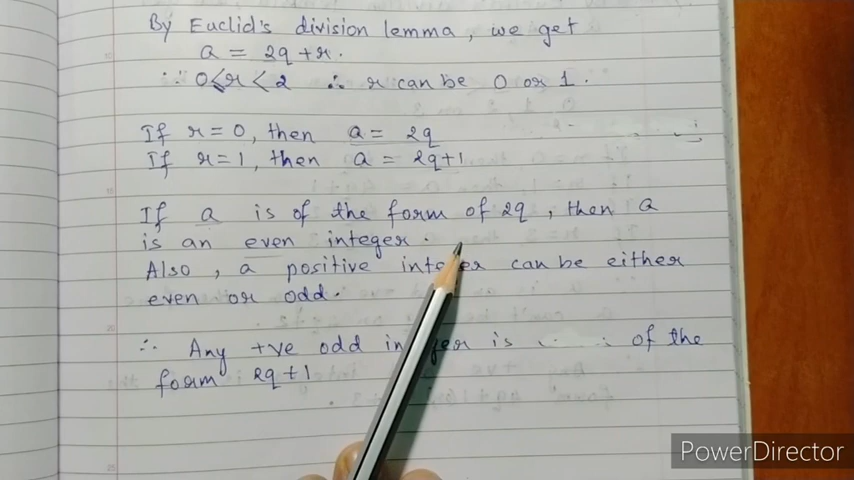 By Euclid's division lemma, we get
a = 2q + r.
∵ 0≤r<2 ∴ r can be 0 or 1.
If r = 0, then a = 2q
If r = 1, then a = 2q+1
If a is of the form of 2q, then a
is an even integer.
Also, a positive integer can be either
even or odd.
∴ Any +ve odd integer is of the
form 2q+1
PowerDirector